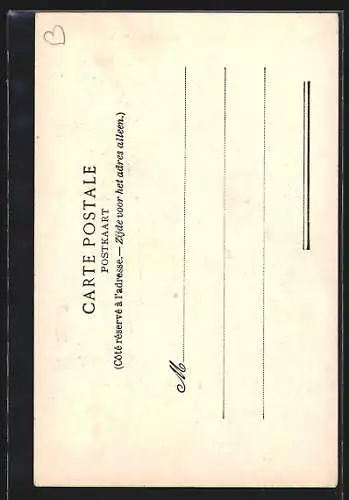 CARTE POSTALE
POSTKAART
(Côté réservé à l'adresse.— Zijde voor het adres alleen.)
M